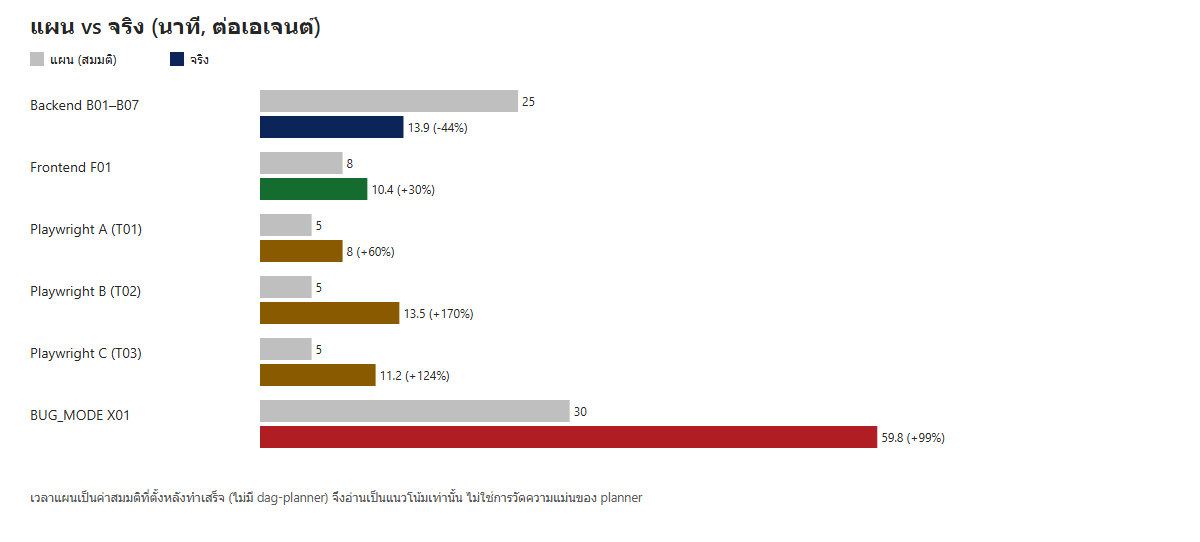 แผน vs จริง (นาที, ต่อเอเจนต์)
แผน (สมมติ) จริง
Backend B01–B07
25
13.9 (-44%)
Frontend F01
8
10.4 (+30%)
Playwright A (T01)
5
8 (+60%)
Playwright B (T02)
5
13.5 (+170%)
Playwright C (T03)
5
11.2 (+124%)
BUG_MODE X01
30
59.8 (+99%)
เวลาแผนเป็นค่าสมมติที่ตั้งหลังทำเสร็จ (ไม่มี dag-planner) จึงอ่านเป็นแนวโน้มเท่านั้น ไม่ใช่การวัดความแม่นของ planner